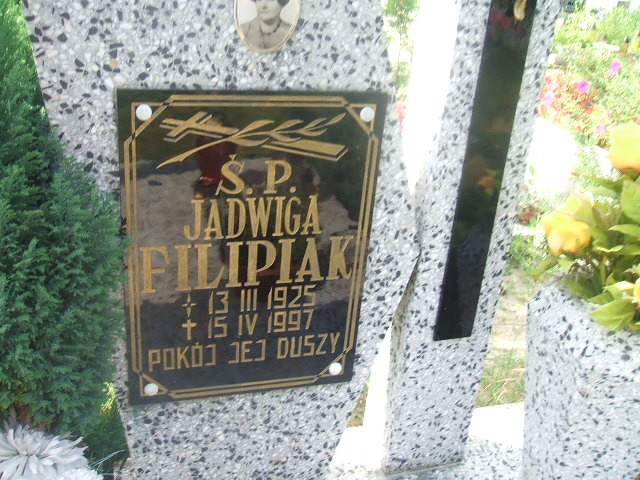 Ś. P.
JADWIGA
FILIPIAK
13 III 1925
✝ 15 IV 1997
POKÓJ JEJ DUSZY